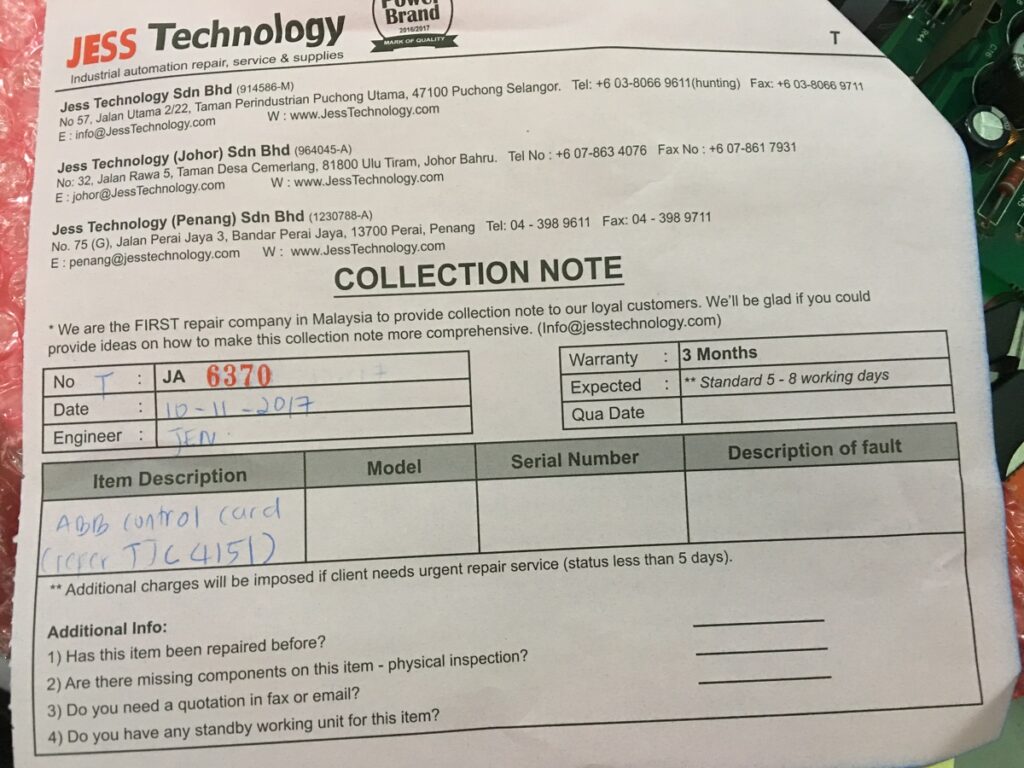 JESS Technology
Industrial automation repair, service & supplies
Power
Brand
2016/2017
MARK OF QUALITY
T
Jess Technology Sdn Bhd (914586-M)
No 57, Jalan Utama 2/22, Taman Perindustrian Puchong Utama, 47100 Puchong Selangor. Tel: +6 03-8066 9611(hunting) Fax: +6 03-8066 9711
E : info@JessTechnology.com W : www.JessTechnology.com
Jess Technology (Johor) Sdn Bhd (964045-A)
No: 32, Jalan Rawa 5, Taman Desa Cemerlang, 81800 Ulu Tiram, Johor Bahru. Tel No : +6 07-863 4076 Fax No : +6 07-861 7931
E : johor@JessTechnology.com W : www.JessTechnology.com
Jess Technology (Penang) Sdn Bhd (1230788-A)
No. 75 (G), Jalan Perai Jaya 3, Bandar Perai Jaya, 13700 Perai, Penang Tel: 04 - 398 9611 Fax: 04 - 398 9711
E : penang@jesstechnology.com W : www.JessTechnology.com
COLLECTION NOTE
* We are the FIRST repair company in Malaysia to provide collection note to our loyal customers. We'll be glad if you could
provide ideas on how to make this collection note more comprehensive. (Info@jesstechnology.com)
No T : JA 6370
Date : 10-11-2017
Engineer : JEN.
Warranty : 3 Months
Expected : ** Standard 5 - 8 working days
Qua Date
Item Description Model Serial Number Description of fault
ABB control card
(refer TJC 4151)
** Additional charges will be imposed if client needs urgent repair service (status less than 5 days).
Additional Info:
1) Has this item been repaired before?
2) Are there missing components on this item - physical inspection?
3) Do you need a quotation in fax or email?
4) Do you have any standby working unit for this item?